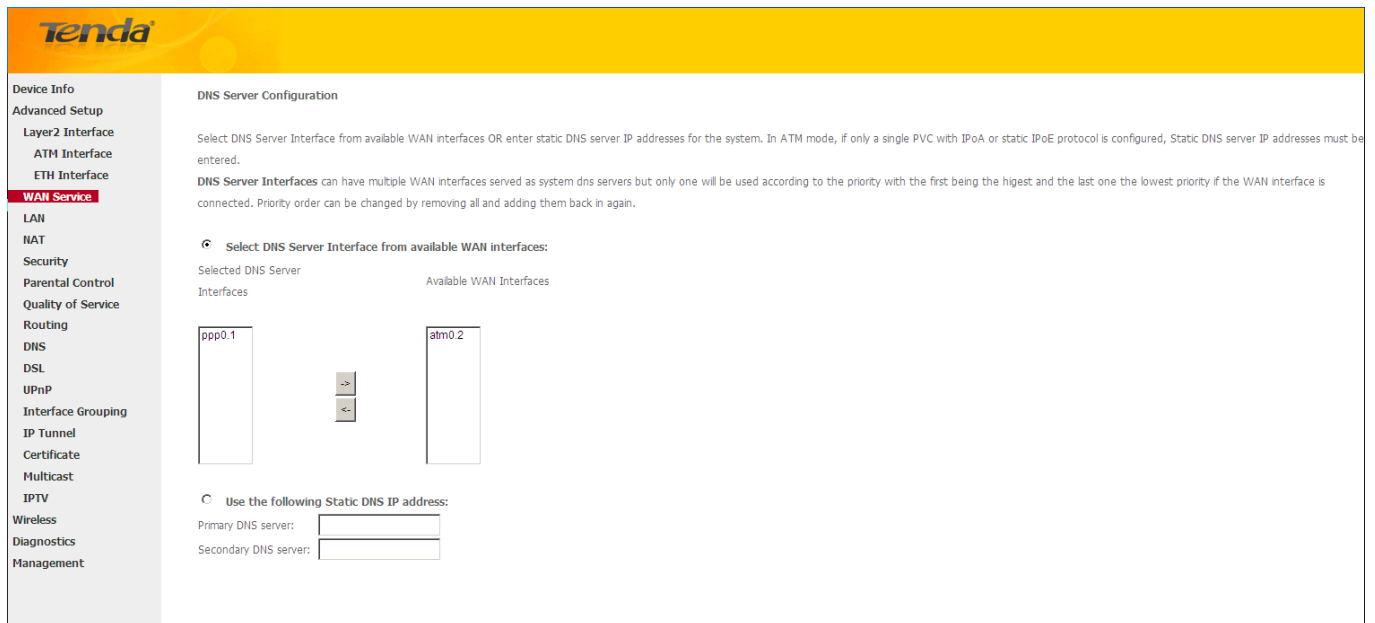 Tenda
Device Info
Advanced Setup
Layer2 Interface
ATM Interface
ETH Interface
WAN Service
LAN
NAT
Security
Parental Control
Quality of Service
Routing
DNS
DSL
UPnP
Interface Grouping
IP Tunnel
Certificate
Multicast
IPTV
Wireless
Diagnostics
Management
DNS Server Configuration
Select DNS Server Interface from available WAN interfaces OR enter static DNS server IP addresses for the system. In ATM mode, if only a single PVC with IPoA or static IPoE protocol is configured, Static DNS server IP addresses must be
entered.
DNS Server Interfaces can have multiple WAN interfaces served as system dns servers but only one will be used according to the priority with the first being the higest and the last one the lowest priority if the WAN interface is
connected. Priority order can be changed by removing all and adding them back in again.
Select DNS Server Interface from available WAN interfaces:
Selected DNS Server
Interfaces
Available WAN Interfaces
ppp0.1
atm0.2
->
<-
Use the following Static DNS IP address:
Primary DNS server:
Secondary DNS server: